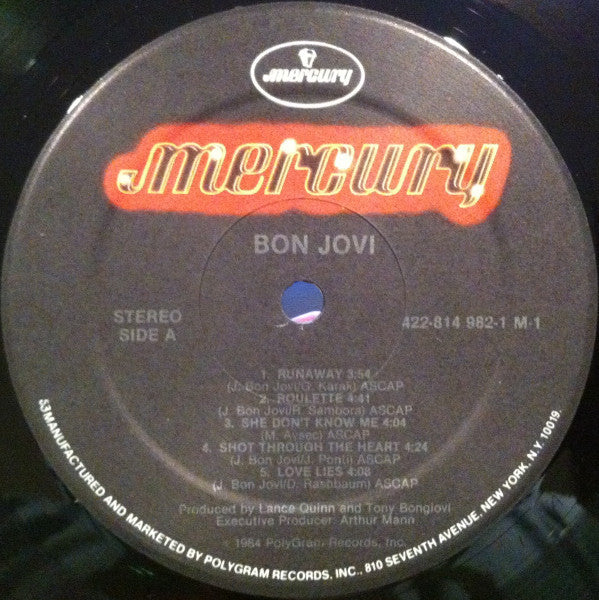 mercury
mercury
BON JOVI
STEREO
SIDE A
422-814 982-1 M-1
1. RUNAWAY 3:54
(J. Bon Jovi/G. Karak) ASCAP
2. ROULETTE 4:41
(J. Bon Jovi/R. Sambora) ASCAP
3. SHE DON'T KNOW ME 4:04
(M. Avsec) ASCAP
4. SHOT THROUGH THE HEART 4:24
(J. Bon Jovi/J. Ponti) ASCAP
5. LOVE LIES 4:08
(J. Bon Jovi/D. Rashbaum) ASCAP
Produced by Lance Quinn and Tony Bongiovi
Executive Producer: Arthur Mann
℗ 1984 PolyGram Records, Inc.
53 MANUFACTURED AND MARKETED BY POLYGRAM RECORDS, INC., 810 SEVENTH AVENUE, NEW YORK, N.Y. 10019.